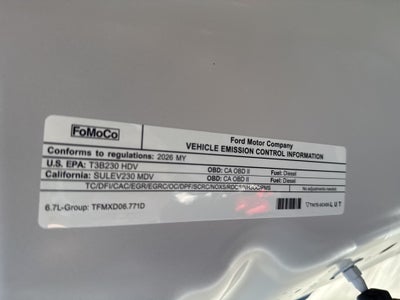 FoMoCo
Ford Motor Company
VEHICLE EMISSION CONTROL INFORMATION
Conforms to regulations: 2026 MY
U.S. EPA: T3B230 HDV OBD: CA OBD II Fuel: Diesel
California: SULEV230 MDV OBD: CA OBD II Fuel: Diesel
No adjustments needed.
6.7L-Group: TFMXD06.771D